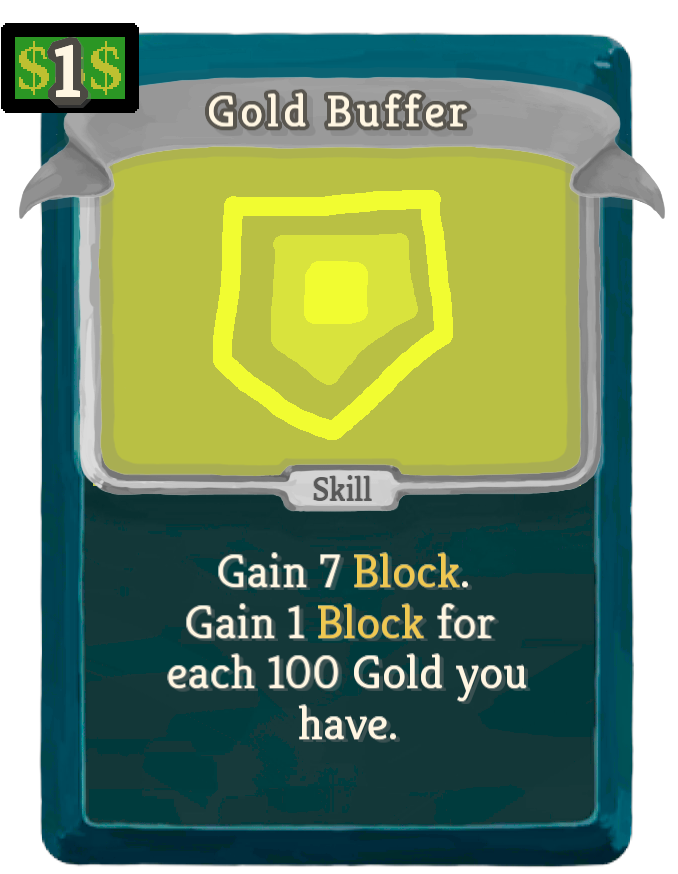 $1$
Gold Buffer
Skill
Gain 7 Block.
Gain 1 Block for
each 100 Gold you
have.